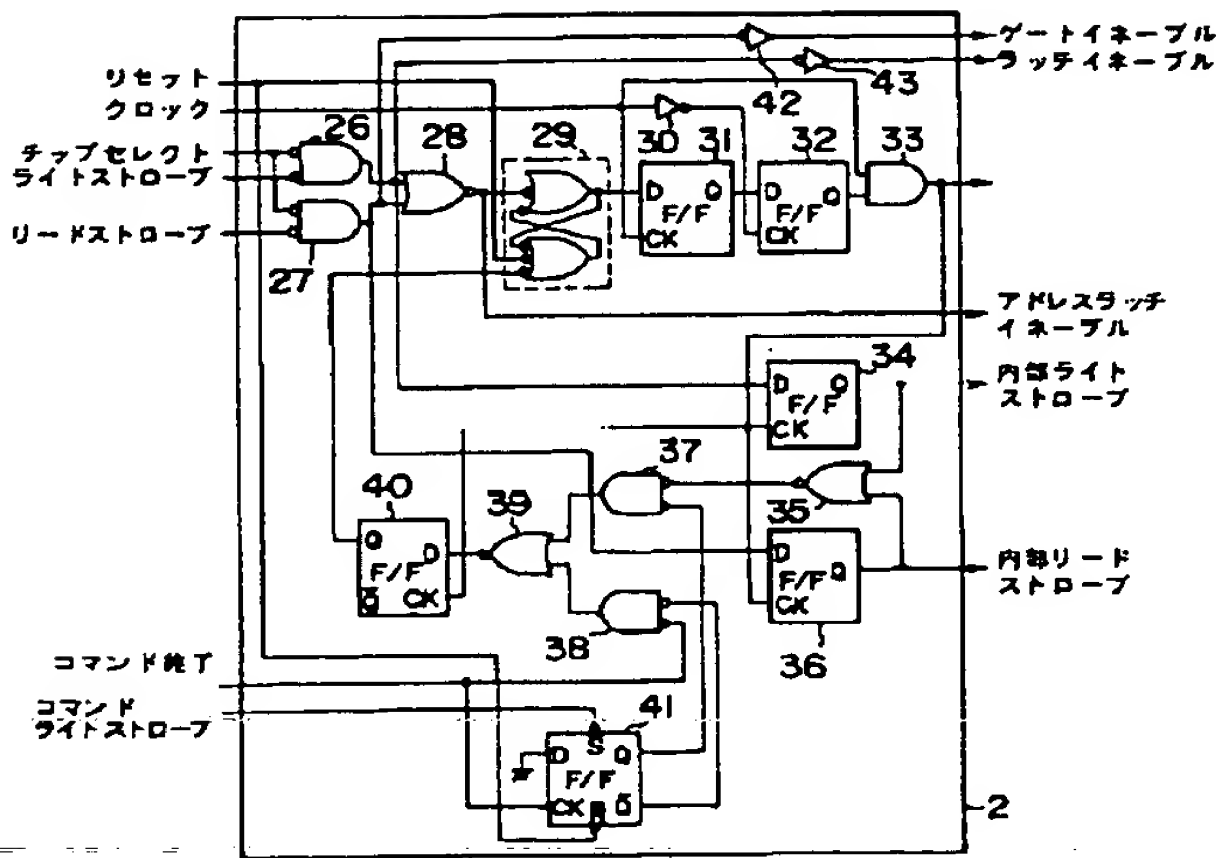 ゲートイネーブル
ラッチイネーブル
リセット
クロック
42
43
チップセレクト
ライトストローブ
リードストローブ
26
27
28
29
30
31
D Q
F/F
CK
32
D Q
F/F
CK
33
アドレスラッチ
イネーブル
内部ライト
ストローブ
34
D Q
F/F
CK
35
内部リード
ストローブ
36
D Q
F/F
CK
37
38
39
40
Q D
F/F
Q̅ CK
コマンド終了
コマンド
ライトストローブ
41
S
D Q
F/F
CK Q̅
2